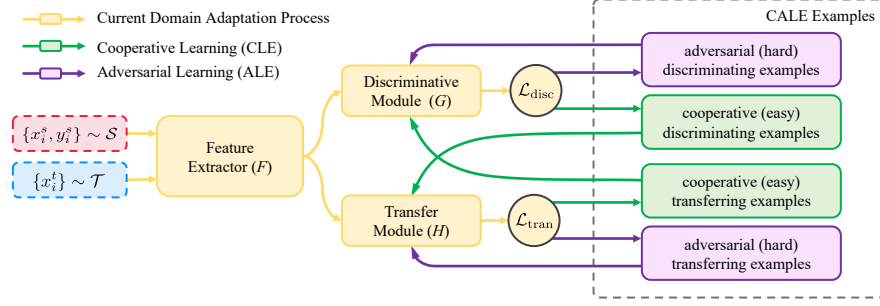 Current Domain Adaptation Process
Cooperative Learning (CLE)
Adversarial Learning (ALE)
CALE Examples
{x_i^s, y_i^s} ∼ S
{x_i^t} ∼ T
Feature
Extractor (F)
Discriminative
Module (G)
L_disc
Transfer
Module (H)
L_tran
adversarial (hard)
discriminating examples
cooperative (easy)
discriminating examples
cooperative (easy)
transferring examples
adversarial (hard)
transferring examples